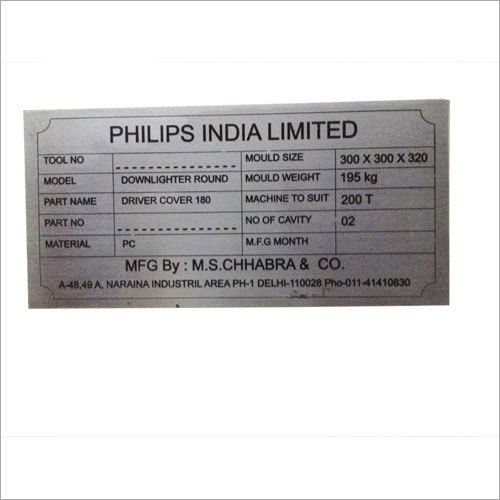 PHILIPS INDIA LIMITED
TOOL NO _ _ _ _ _ _ _ _ _ _ _ _ MOULD SIZE 300 X 300 X 320
MODEL DOWNLIGHTER ROUND MOULD WEIGHT 195 kg
PART NAME DRIVER COVER 180 MACHINE TO SUIT 200 T
PART NO _ _ _ _ _ _ _ _ _ _ _ _ NO OF CAVITY 02
MATERIAL PC M.F.G MONTH
MFG By : M.S.CHHABRA & CO.
A-48,49 A, NARAINA INDUSTRIL AREA PH-1 DELHI-110028 Pho-011-41410830